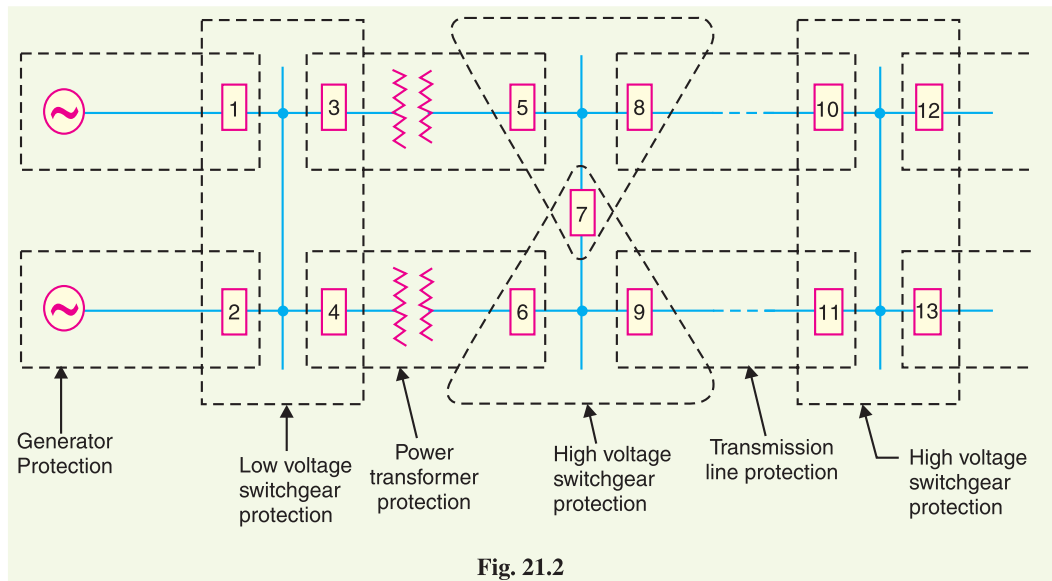 1
3
5
8
10
12
7
2
4
6
9
11
13
Generator
Protection
Low voltage
switchgear
protection
Power
transformer
protection
High voltage
switchgear
protection
Transmission
line protection
High voltage
switchgear
protection
Fig. 21.2